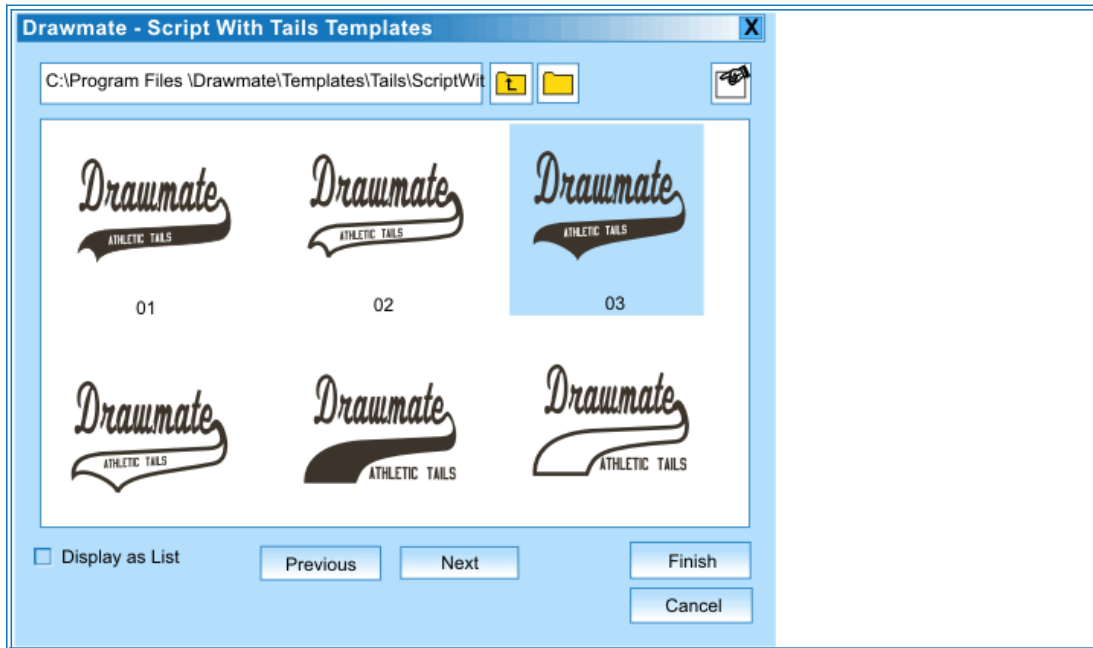 Drawmate - Script With Tails Templates X
C:\Program Files \Drawmate\Templates\Tails\ScriptWit
Drawmate Drawmate Drawmate
ATHLETIC TAILS ATHLETIC TAILS ATHLETIC TAILS
01 02 03
Drawmate Drawmate Drawmate
ATHLETIC TAILS ATHLETIC TAILS ATHLETIC TAILS
Display as List Previous Next Finish
Cancel